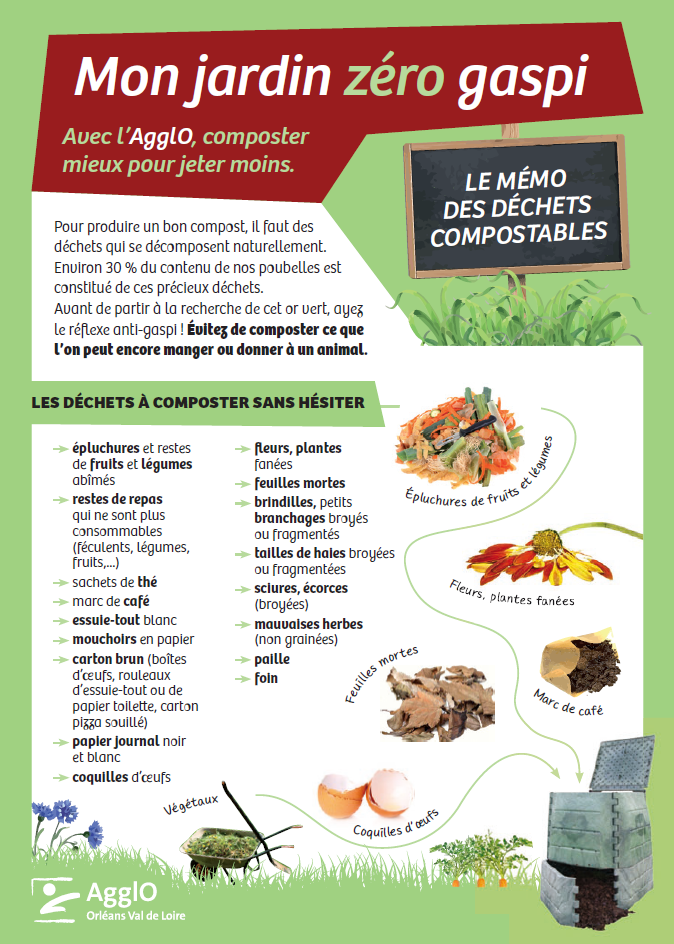 Mon jardin zéro gaspi
Avec l'AgglO, composter
mieux pour jeter moins.
LE MÉMO
DES DÉCHETS
COMPOSTABLES
Pour produire un bon compost, il faut des
déchets qui se décomposent naturellement.
Environ 30 % du contenu de nos poubelles est
constitué de ces précieux déchets.
Avant de partir à la recherche de cet or vert, ayez
le réflexe anti-gaspi ! Évitez de composter ce que
l'on peut encore manger ou donner à un animal.
LES DÉCHETS À COMPOSTER SANS HÉSITER
épluchures et restes
de fruits et légumes
abîmés
restes de repas
qui ne sont plus
consommables
(féculents, légumes,
fruits,...)
sachets de thé
marc de café
essuie-tout blanc
mouchoirs en papier
carton brun (boîtes
d'œufs, rouleaux
d'essuie-tout ou de
papier toilette, carton
pizza souillé)
papier journal noir
et blanc
coquilles d'œufs
fleurs, plantes
fanées
feuilles mortes
brindilles, petits
branchages broyés
ou fragmentés
tailles de haies broyées
ou fragmentées
sciures, écorces
(broyées)
mauvaises herbes
(non grainées)
paille
foin
Épluchures de fruits et légumes
Fleurs, plantes fanées
Feuilles mortes
Marc de café
Végétaux
Coquilles d'œufs
AgglO
Orléans Val de Loire